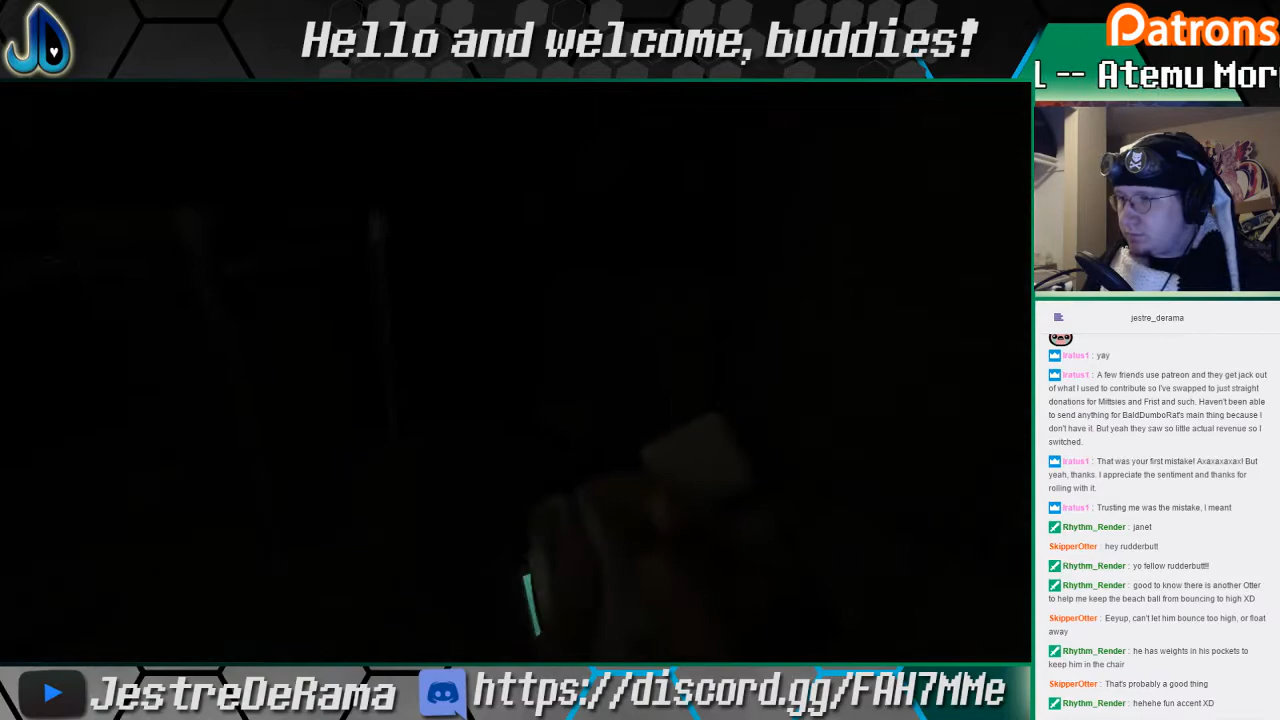 Hello and welcome, buddies!
Patrons
l -- Atemu Mor
jestre_derama
Iratus1 : yay
Iratus1 : A few friends use patreon and they get jack out
of what I used to contribute so I've swapped to just straight
donations for Mittsies and Frist and such. Haven't been able
to send anything for BaldDumboRat's main thing because I
don't have it. But yeah they saw so little actual revenue so I
switched.
Iratus1 : That was your first mistake! Axaxaxaxax! But
yeah, thanks. I appreciate the sentiment and thanks for
rolling with it.
Iratus1 : Trusting me was the mistake, I meant
Rhythm_Render : janet
SkipperOtter : hey rudderbutt
Rhythm_Render : yo fellow rudderbutt!!!
Rhythm_Render : good to know there is another Otter
to help me keep the beach ball from bouncing to high XD
SkipperOtter : Eeyup, can't let him bounce too high, or float
away
Rhythm_Render : he has weights in his pockets to
keep him in the chair
SkipperOtter : That's probably a good thing
Rhythm_Render : hehehe fun accent XD
JestreDeRama
https://discord.gg/FAH7MMe